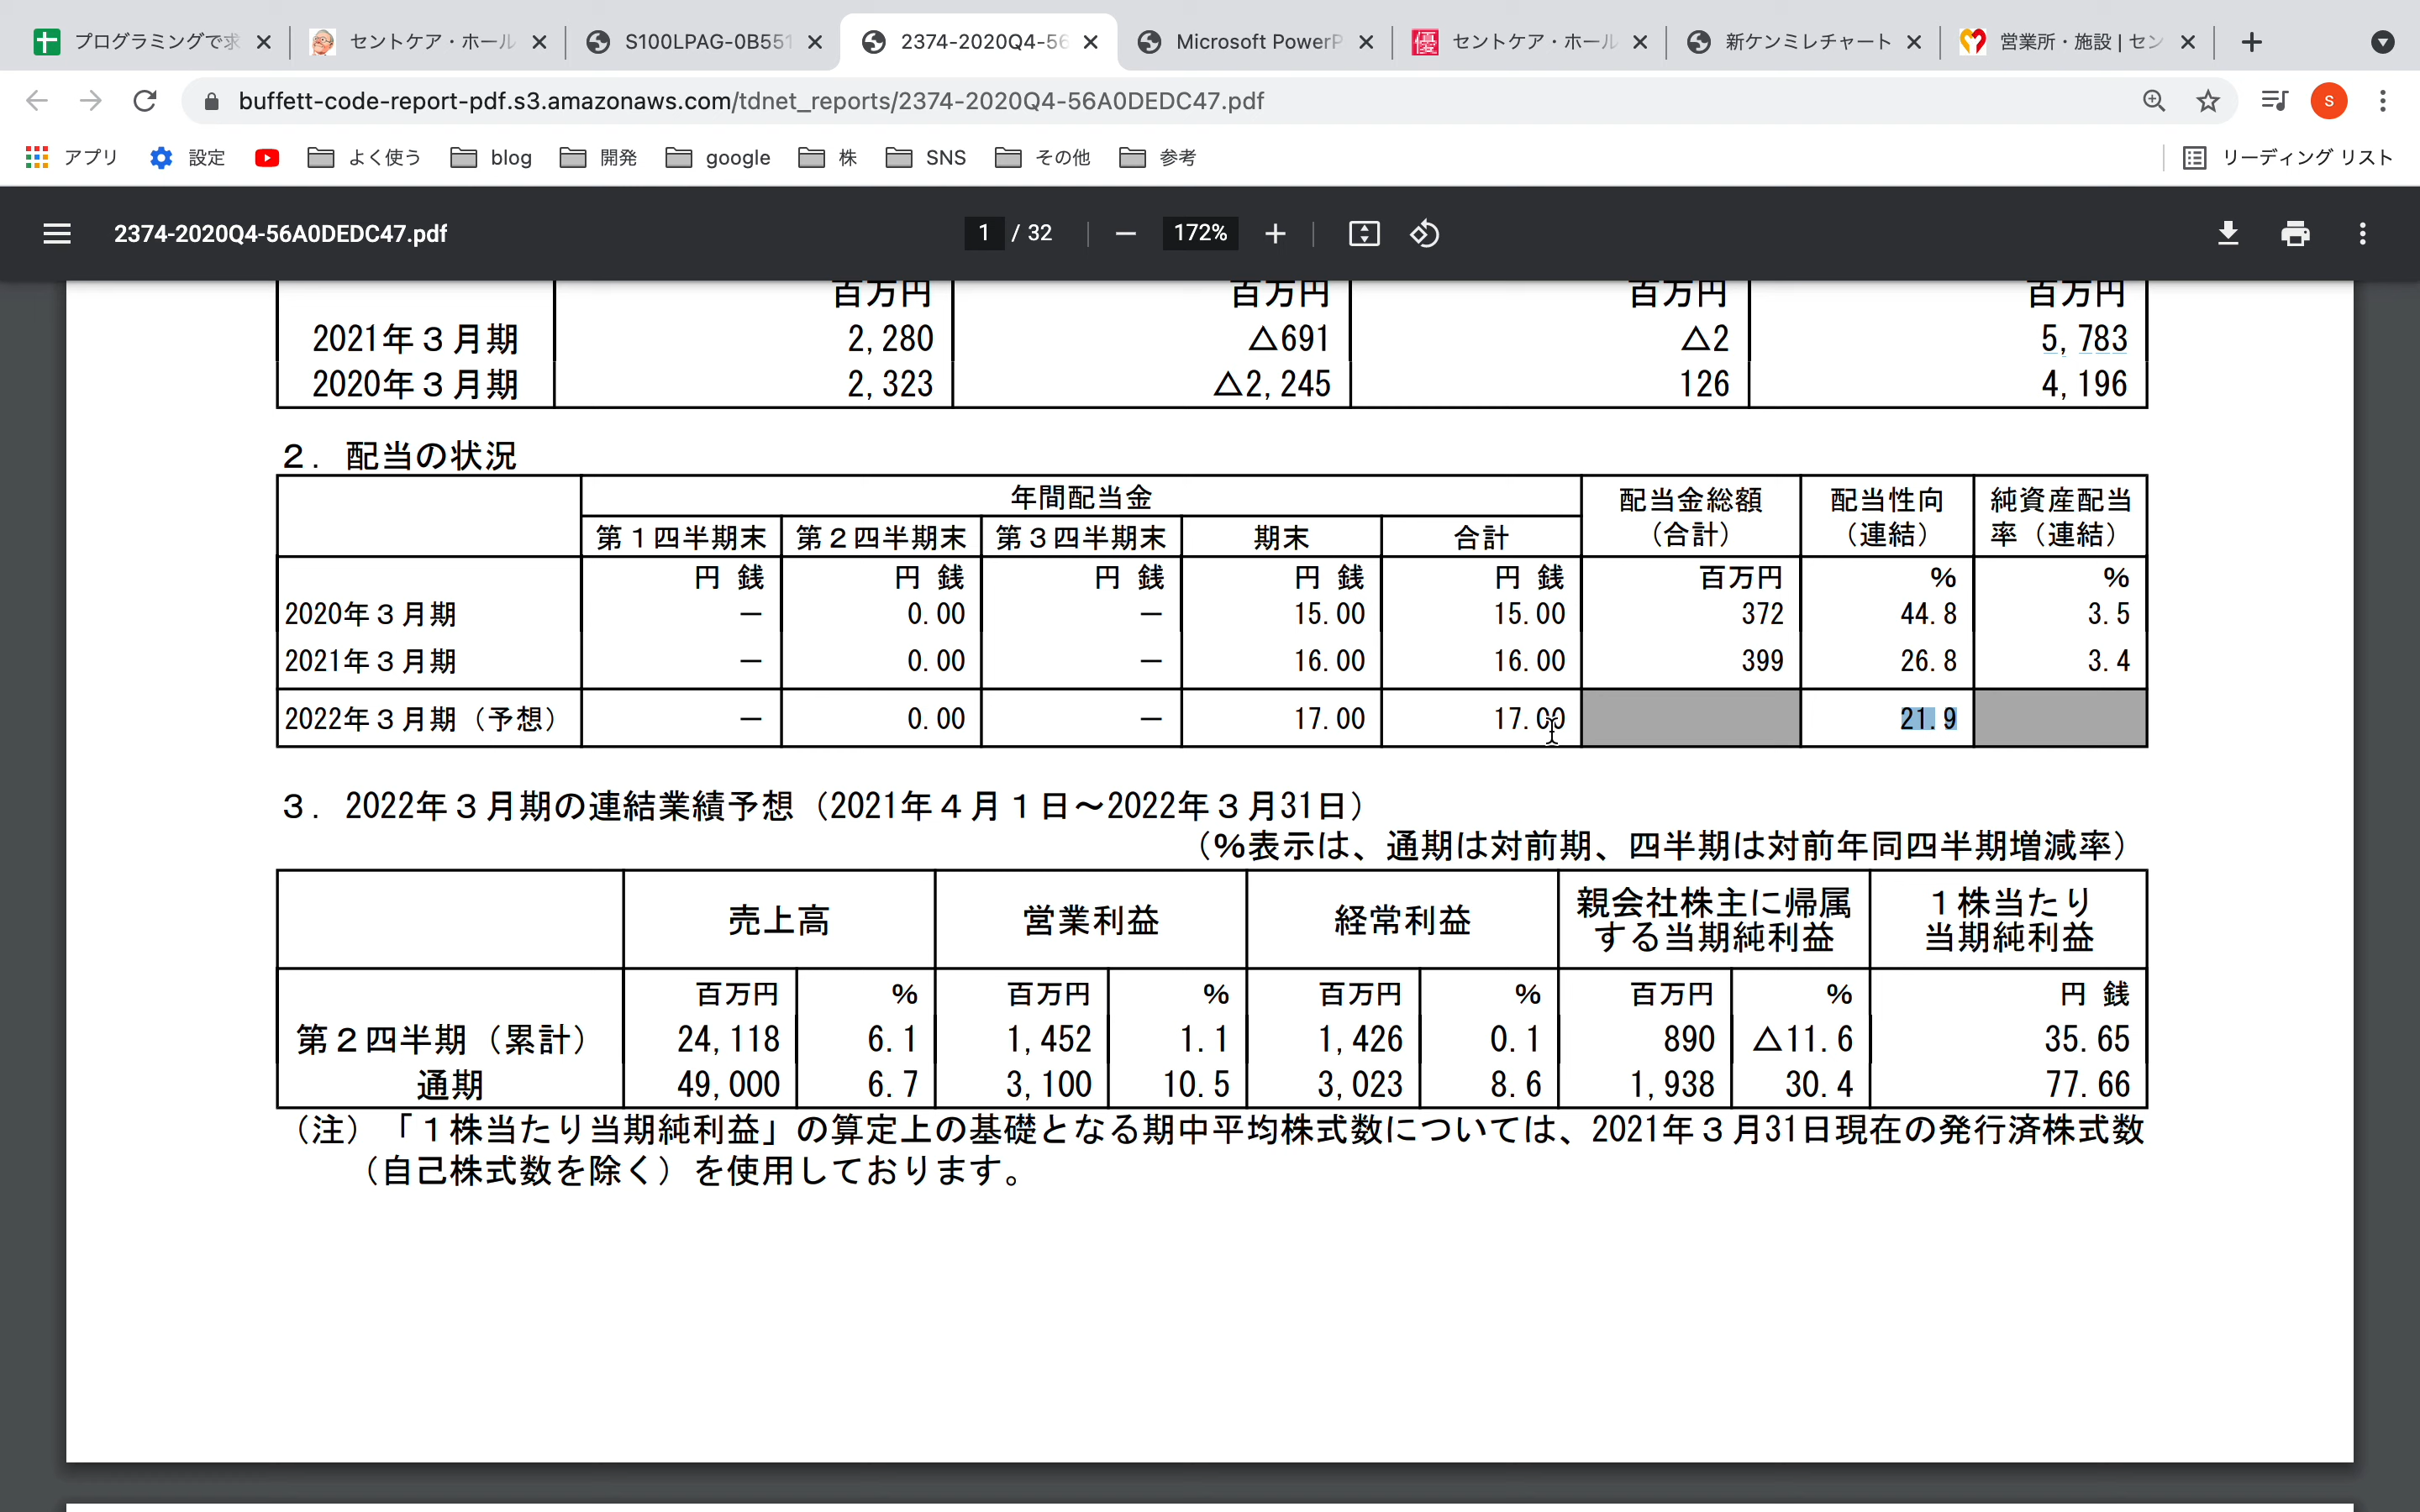 プログラミングで求 セントケア・ホール S100LPAG-0B551 2374-2020Q4-56 Microsoft PowerP 優 セントケア・ホール 新ケンミレチャート 営業所・施設 | セン
buffett-code-report-pdf.s3.amazonaws.com/tdnet_reports/2374-2020Q4-56A0DEDC47.pdf S
アプリ 設定 よく使う blog 開発 google 株 SNS その他 参考 リーディング リスト
2374-2020Q4-56A0DEDC47.pdf 1 / 32 172%
百万円 百万円 百万円 百万円
2021年3月期 2,280 △691 △2 5,783
2020年3月期 2,323 △2,245 126 4,196
2.配当の状況
年間配当金 配当金総額 配当性向 純資産配当
第1四半期末 第2四半期末 第3四半期末 期末 合計 (合計) (連結) 率(連結)
円 銭 円 銭 円 銭 円 銭 円 銭 百万円 % %
2020年3月期 － 0.00 － 15.00 15.00 372 44.8 3.5
2021年3月期 － 0.00 － 16.00 16.00 399 26.8 3.4
2022年3月期(予想) － 0.00 － 17.00 17.00 21.9
3.2022年3月期の連結業績予想(2021年4月1日～2022年3月31日)
(%表示は、通期は対前期、四半期は対前年同四半期増減率)
売上高 営業利益 経常利益 親会社株主に帰属 1株当たり
する当期純利益 当期純利益
百万円 % 百万円 % 百万円 % 百万円 % 円 銭
第2四半期(累計) 24,118 6.1 1,452 1.1 1,426 0.1 890 △11.6 35.65
通期 49,000 6.7 3,100 10.5 3,023 8.6 1,938 30.4 77.66
(注)「1株当たり当期純利益」の算定上の基礎となる期中平均株式数については、2021年3月31日現在の発行済株式数
(自己株式数を除く)を使用しております。